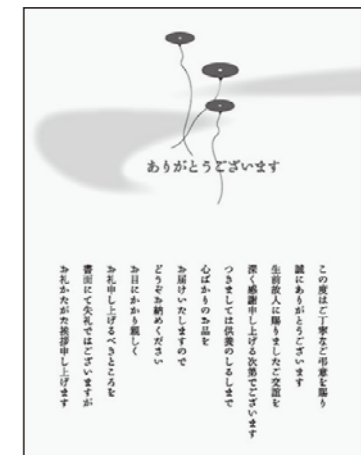 ありがとうございます
この度はご丁寧なご弔意を賜り
誠にありがとうございます
生前故人に賜りましたご交誼を
深く感謝申し上げる次第でございます
つきましては供養のしるしまで
心ばかりのお品を
お届けいたしますので
どうぞお納めください
お目にかかり親しく
お礼申し上げるべきところを
書面にて失礼ではございますが
お礼かたがた挨拶申し上げます